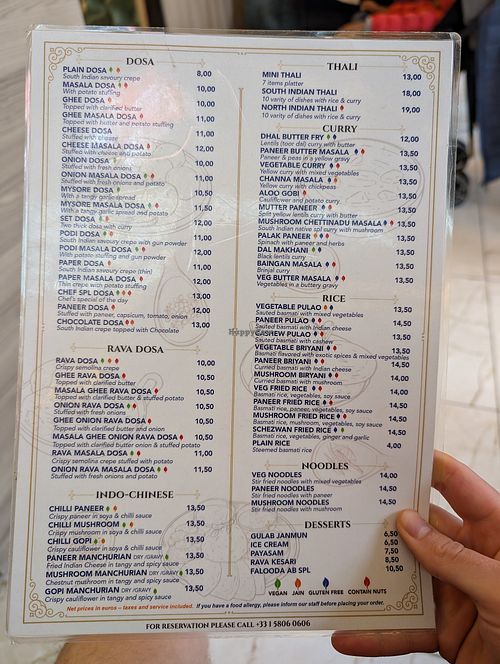 DOSA
PLAIN DOSA 8,00
South Indian savoury crepe
MASALA DOSA 10,00
With potato stuffing
GHEE DOSA 10,00
Topped with clarified butter
GHEE MASALA DOSA 11,00
Topped with butter and potato stuffing
CHEESE DOSA 11,00
Stuffed with cheese
CHEESE MASALA DOSA 12,00
Stuffed with cheese and potato
ONION DOSA 10,00
Stuffed with fresh onions
ONION MASALA DOSA 11,00
Stuffed with fresh onions and potato
MYSORE DOSA 10,50
With a tangy garlic spread
MYSORE MASALA DOSA 11,50
With a tangy garlic spread and potato
SET DOSA 12,00
Two thick dosa with curry
PODI DOSA 11,00
South Indian savoury crepe with gun powder
PODI MASALA DOSA 12,00
With potato stuffing and gun powder
PAPER DOSA 11,00
South Indian savoury crepe (thin)
PAPER MASALA DOSA 12,00
Thin crepe with potato stuffing
CHEF SPL DOSA 13,00
Chef's special of the day
PANEER DOSA 12,00
Stuffed with paneer, capsicum, tomato, onion
CHOCOLATE DOSA 13,00
South Indian crepe topped with Chocolate
RAVA DOSA
RAVA DOSA 10,00
Crispy semolina crepe
GHEE RAVA DOSA 10,50
Topped with clarified butter
MASALA GHEE RAVA DOSA 10,50
Topped with clarified butter & stuffed potato
ONION RAVA DOSA 10,50
Stuffed with fresh onions
GHEE ONION RAVA DOSA 10,50
Topped with clarified butter and onion
MASALA GHEE ONION RAVA DOSA 10,50
Topped with clarified butter onion & stuffed potato
RAVA MASALA DOSA 11,00
Crispy semolina crepe stuffed with potato
ONION RAVA MASALA DOSA 11,50
Stuffed with fresh onions and potato
INDO-CHINESE
CHILLI PANEER 13,50
Crispy paneer in soya & chilli sauce
CHILLI MUSHROOM 13,50
Crispy mushroom in soya & chilli sauce
CHILLI GOPI 13,50
Crispy cauliflower in soya & chilli sauce
PANEER MANCHURIAN DRY /GRAVY 13,50
Fried Indian Cheese in tangy and spicy sauce
MUSHROOM MANCHURIAN DRY /GRAVY 13,50
Chestnut mushroom in tangy and spicy sauce
GOPI MANCHURIAN DRY /GRAVY 13,50
Crispy cauliflower in tangy and spicy sauce
THALI
MINI THALI 13,00
7 items platter
SOUTH INDIAN THALI 18,00
10 varity of dishes with rice & curry
NORTH INDIAN THALI 19,00
10 varity of dishes with rice & curry
CURRY
DHAL BUTTER FRY 12,00
Lentils (toor dal) curry with butter
PANEER BUTTER MASALA 13,50
Paneer & peas in a yellow gravy
VEGETABLE CURRY 13,50
Yellow curry with mixed vegetables
CHANNA MASALA 13,50
Yellow curry with chickpeas
ALOO GOBI 13,50
Cauliflower and potato curry
MUTTER PANEER 13,50
Split yellow lentils curry with butter
MUSHROOM CHETTINADU MASALA 13,50
South Indian native spl curry with mushroom
PALAK PANEER 13,50
Spinach with paneer and herbs
DAL MAKHANI 13,50
Black lentils curry
BAINGAN MASALA 13,50
Brinjal curry
VEG BUTTER MASALA 13,50
Vegetables in a buttery gravy
RICE
VEGETABLE PULAO 13,50
Sauted basmati with mixed vegetables
PANEER PULAO 14,50
Sauted basmati with Indian cheese
CASHEW PULAO 13,50
Sauted basmati with cashew
VEGETABLE BRIYANI 13,50
Basmati flavored with exotic spices & mixed vegetables
PANEER BRIYANI 14,50
Curried basmati with Indian cheese
MUSHROOM BIRYANI 14,00
Curried basmati with mushroom
VEG FRIED RICE 14,00
Basmati rice, vegetables, soy sauce
PANEER FRIED RICE 14,50
Basmati rice, paneer, vegetables, soy sauce
MUSHROOM FRIED RICE 14,50
Basmati rice, mushroom, vegetables, soy sauce
SCHEZWAN FRIED RICE 14,50
Basmati rice, vegetables, ginger and garlic
PLAIN RICE 4,00
Steemed basmati rice
NOODLES
VEG NOODLES 14,00
Stir fried noodles with mixed vegetables
PANEER NOODLES 14,50
Stir fried noodles with paneer
MUSHROOM NOODLES 14,50
Stir fried noodles with mushroom
DESSERTS
GULAB JANMUN 6,50
ICE CREAM 6,50
PAYASAM 7,50
RAVA KESARI 8,50
FALOODA AB SPL 10,50
VEGAN JAIN GLUTEN FREE CONTAIN NUTS
Net prices in euros – taxes and service included. If you have a food allergy, please inform our staff before placing your order.
FOR RESERVATION PLEASE CALL +33 1 5806 0606
HappyCow